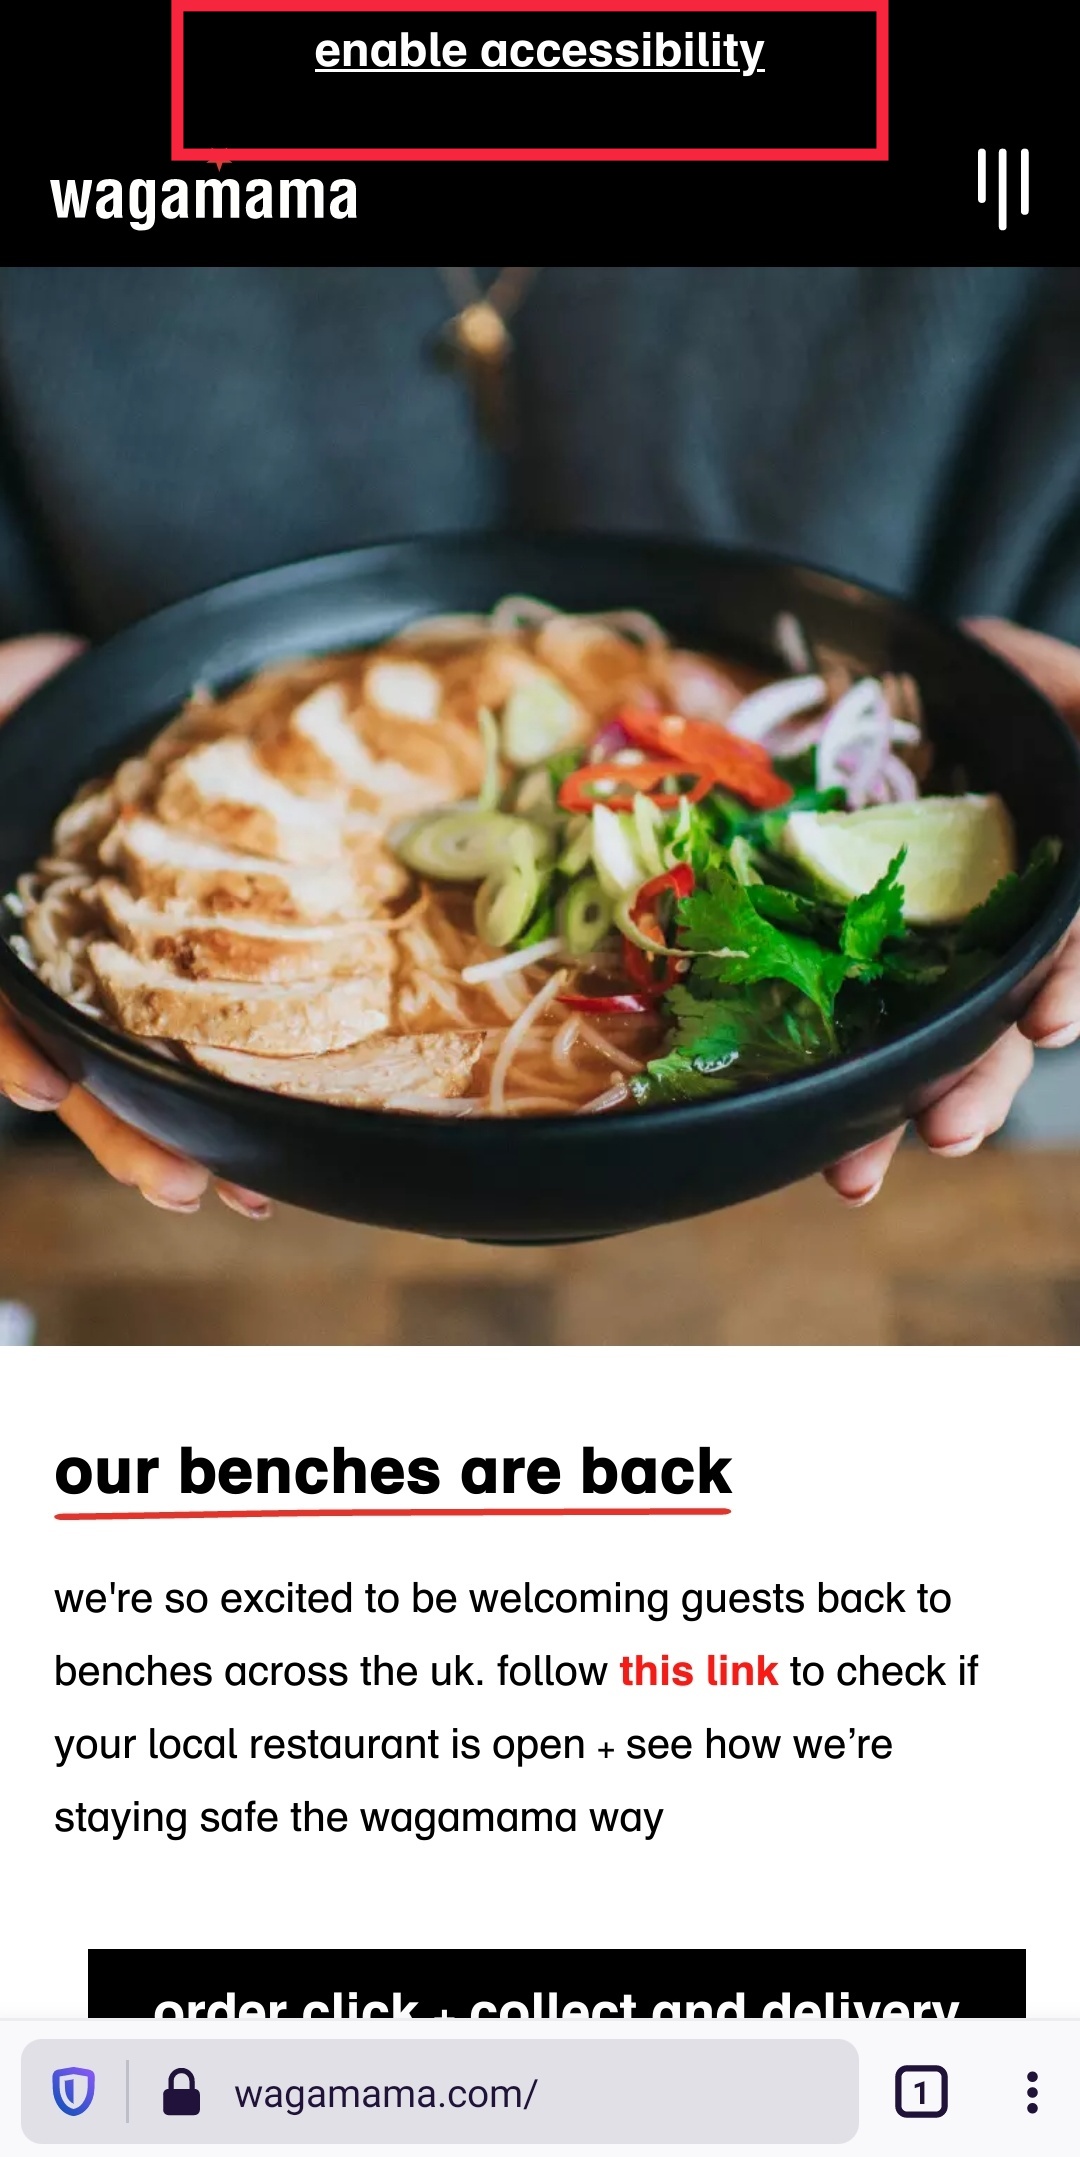 enable accessibility
wagamama
our benches are back
we're so excited to be welcoming guests back to
benches across the uk. follow this link to check if
your local restaurant is open + see how we’re
staying safe the wagamama way
order click + collect and delivery
wagamama.com/
1